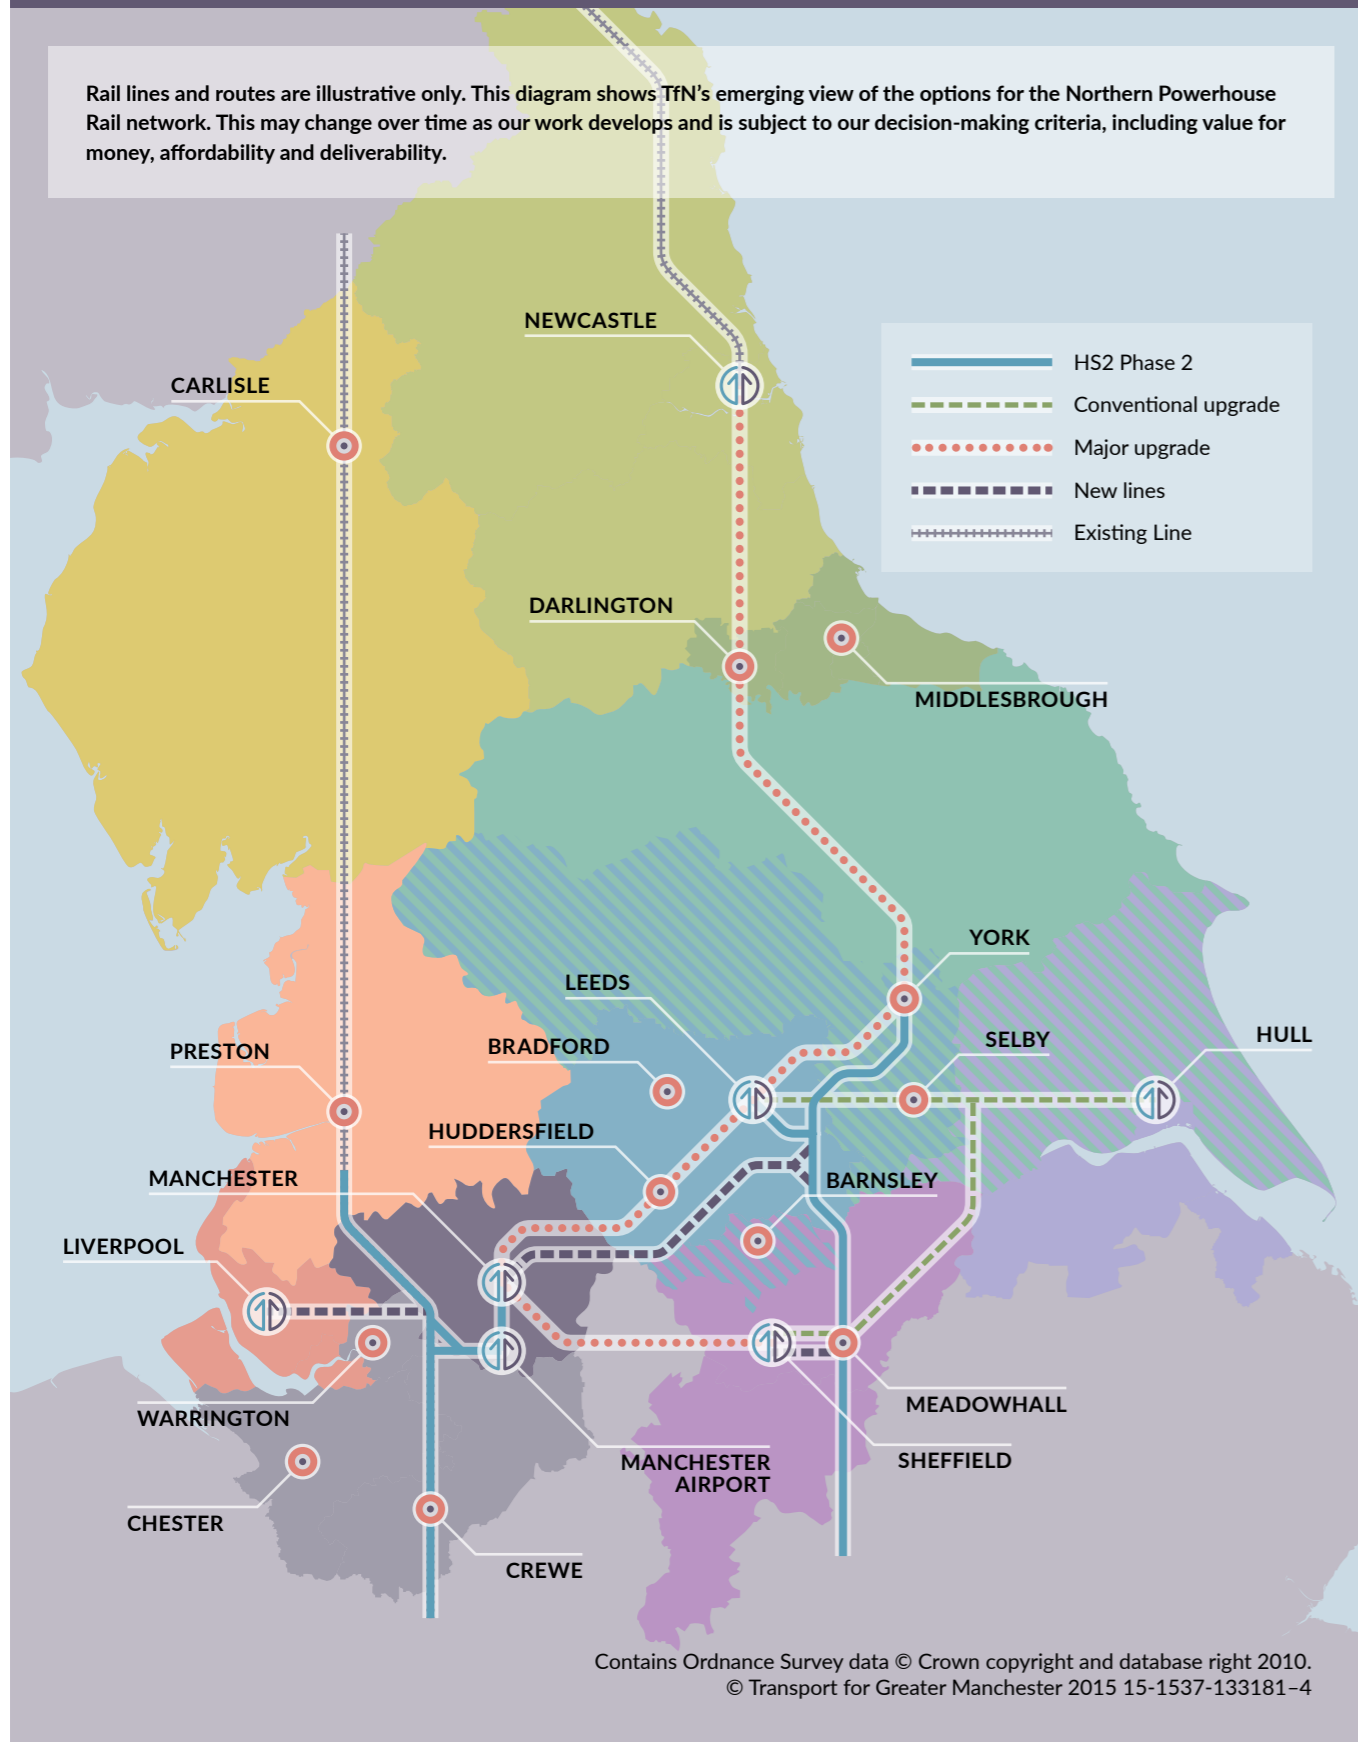 Rail lines and routes are illustrative only. This diagram shows TfN’s emerging view of the options for the Northern Powerhouse
Rail network. This may change over time as our work develops and is subject to our decision-making criteria, including value for
money, affordability and deliverability.
NEWCASTLE
CARLISLE
HS2 Phase 2
Conventional upgrade
Major upgrade
New lines
Existing Line
DARLINGTON
MIDDLESBROUGH
YORK
LEEDS
SELBY
HULL
BRADFORD
PRESTON
HUDDERSFIELD
MANCHESTER
BARNSLEY
LIVERPOOL
WARRINGTON
MEADOWHALL
SHEFFIELD
MANCHESTER
AIRPORT
CHESTER
CREWE
Contains Ordnance Survey data © Crown copyright and database right 2010.
© Transport for Greater Manchester 2015 15-1537-133181–4